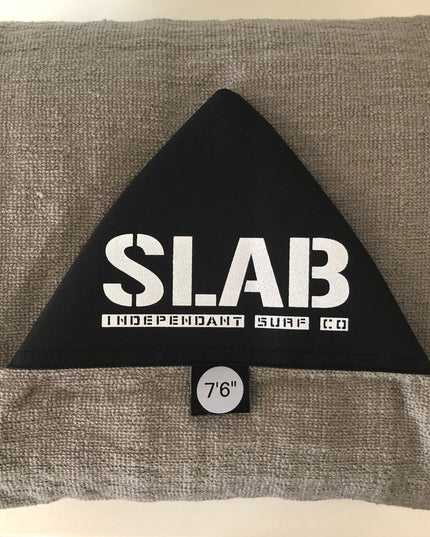 SLAB
INDEPENDANT SURF CO
7'6"